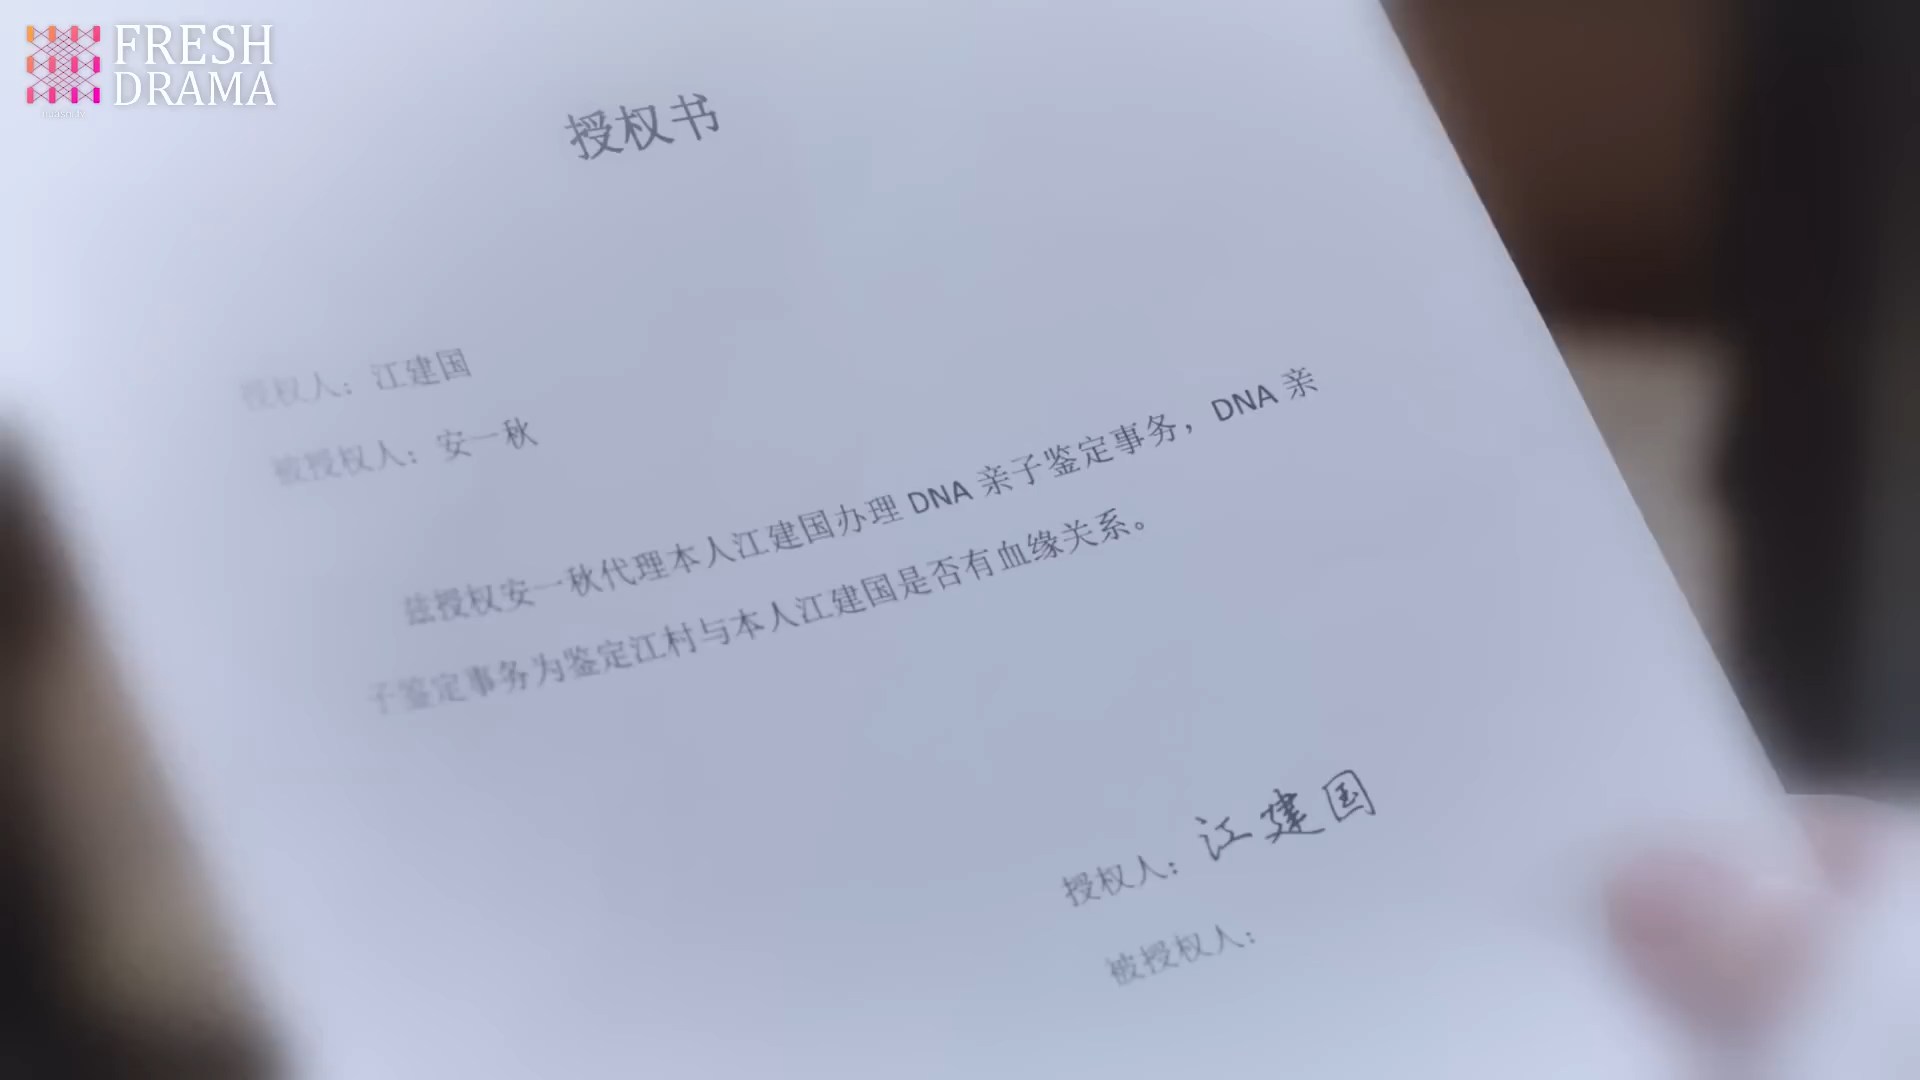 FRESH
DRAMA
授权书
授权人：江建国
被授权人：安一秋
兹授权安一秋代理本人江建国办理 DNA 亲子鉴定事务，DNA 亲
子鉴定事务为鉴定江村与本人江建国是否有血缘关系。
授权人：江建国
被授权人：